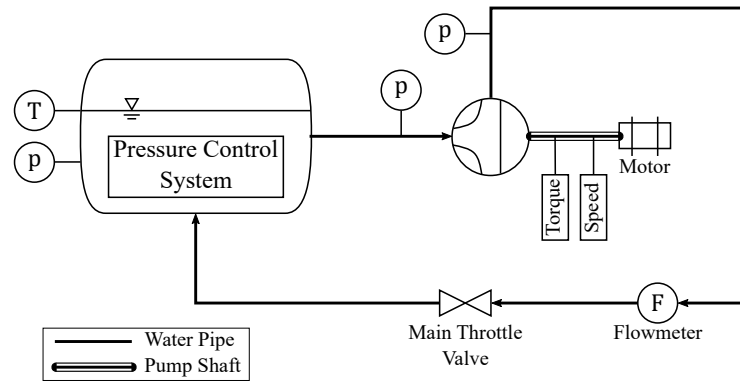 p
T
p
p
Pressure Control
System
Motor
Torque
Speed
F
Main Throttle
Valve
Flowmeter
Water Pipe
Pump Shaft